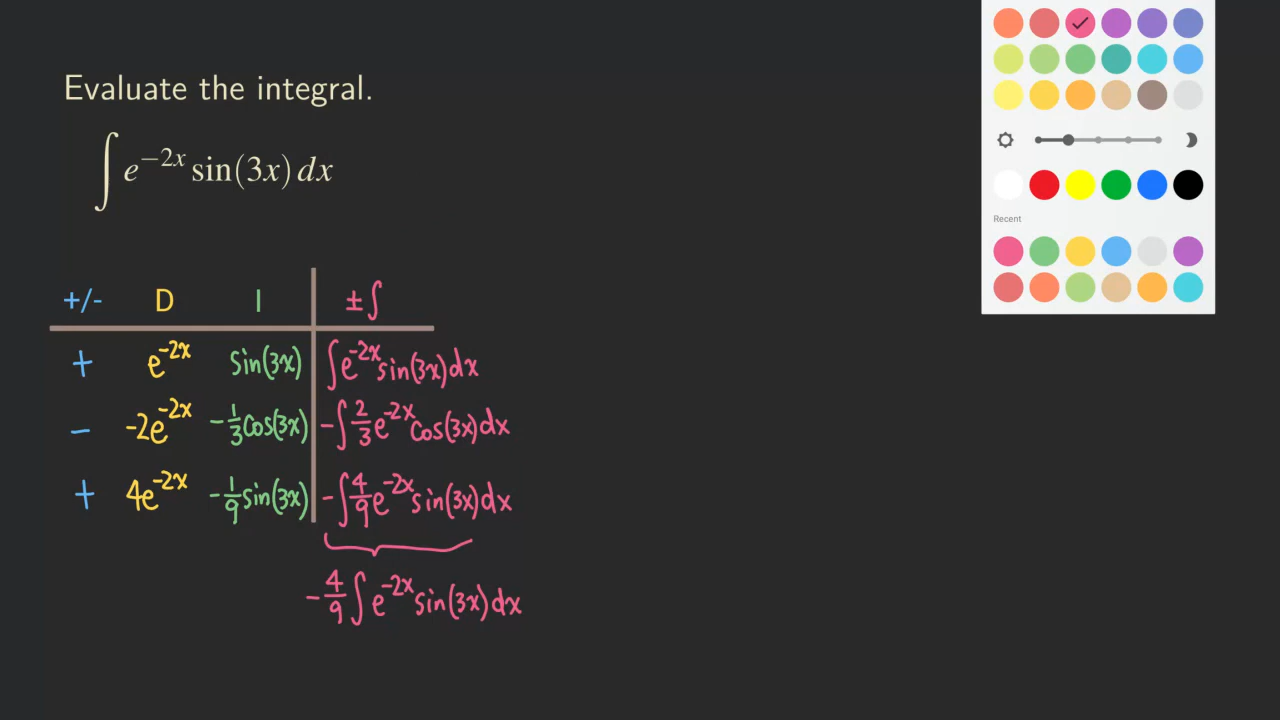 Evaluate the integral.
∫ e^{−2x} sin(3x) dx
+/- D I ±∫
+ e^{-2x} sin(3x) ∫e^{-2x}sin(3x)dx
- -2e^{-2x} -1/3 cos(3x) -∫2/3 e^{-2x}cos(3x)dx
+ 4e^{-2x} -1/9 sin(3x) -∫4/9 e^{-2x}sin(3x)dx
-4/9 ∫e^{-2x}sin(3x)dx
Recent